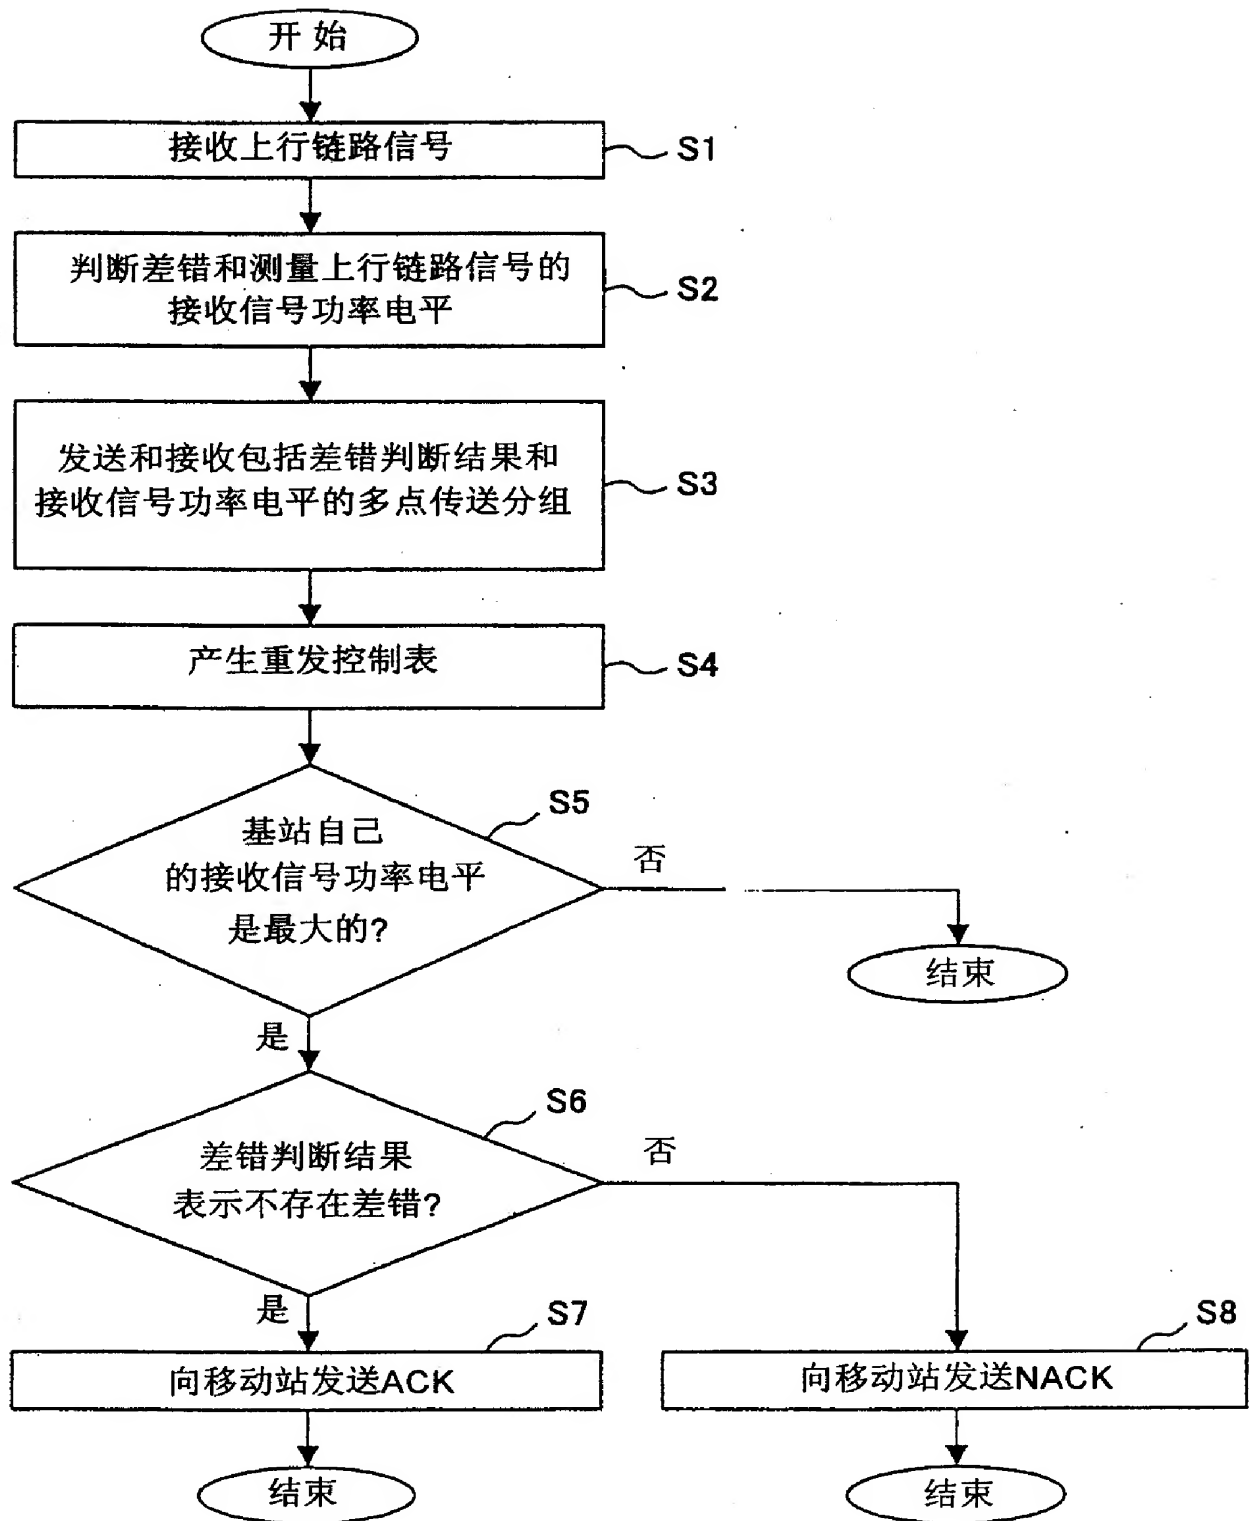 开 始
接收上行链路信号
S1
判断差错和测量上行链路信号的
接收信号功率电平
S2
发送和接收包括差错判断结果和
接收信号功率电平的多点传送分组
S3
产生重发控制表
S4
S5
基站自己
的接收信号功率电平
是最大的?
否
结束
是
S6
差错判断结果
表示不存在差错?
否
是
S7
向移动站发送ACK
S8
向移动站发送NACK
结束
结束